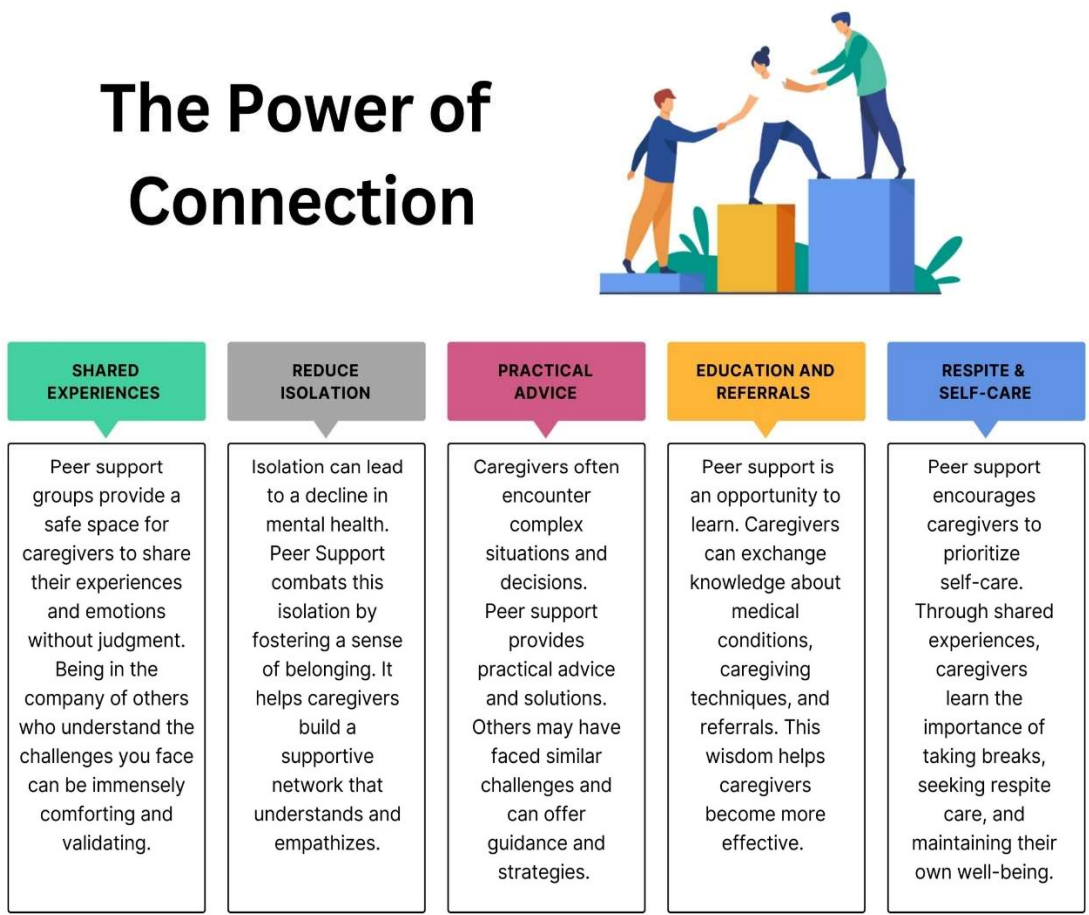 The Power of
Connection
SHARED
EXPERIENCES
Peer support
groups provide a
safe space for
caregivers to share
their experiences
and emotions
without judgment.
Being in the
company of others
who understand the
challenges you face
can be immensely
comforting and
validating.
REDUCE
ISOLATION
Isolation can lead
to a decline in
mental health.
Peer Support
combats this
isolation by
fostering a sense
of belonging. It
helps caregivers
build a
supportive
network that
understands and
empathizes.
PRACTICAL
ADVICE
Caregivers often
encounter
complex
situations and
decisions.
Peer support
provides
practical advice
and solutions.
Others may have
faced similar
challenges and
can offer
guidance and
strategies.
EDUCATION AND
REFERRALS
Peer support is
an opportunity to
learn. Caregivers
can exchange
knowledge about
medical
conditions,
caregiving
techniques, and
referrals. This
wisdom helps
caregivers
become more
effective.
RESPITE &
SELF-CARE
Peer support
encourages
caregivers to
prioritize
self-care.
Through shared
experiences,
caregivers
learn the
importance of
taking breaks,
seeking respite
care, and
maintaining their
own well-being.